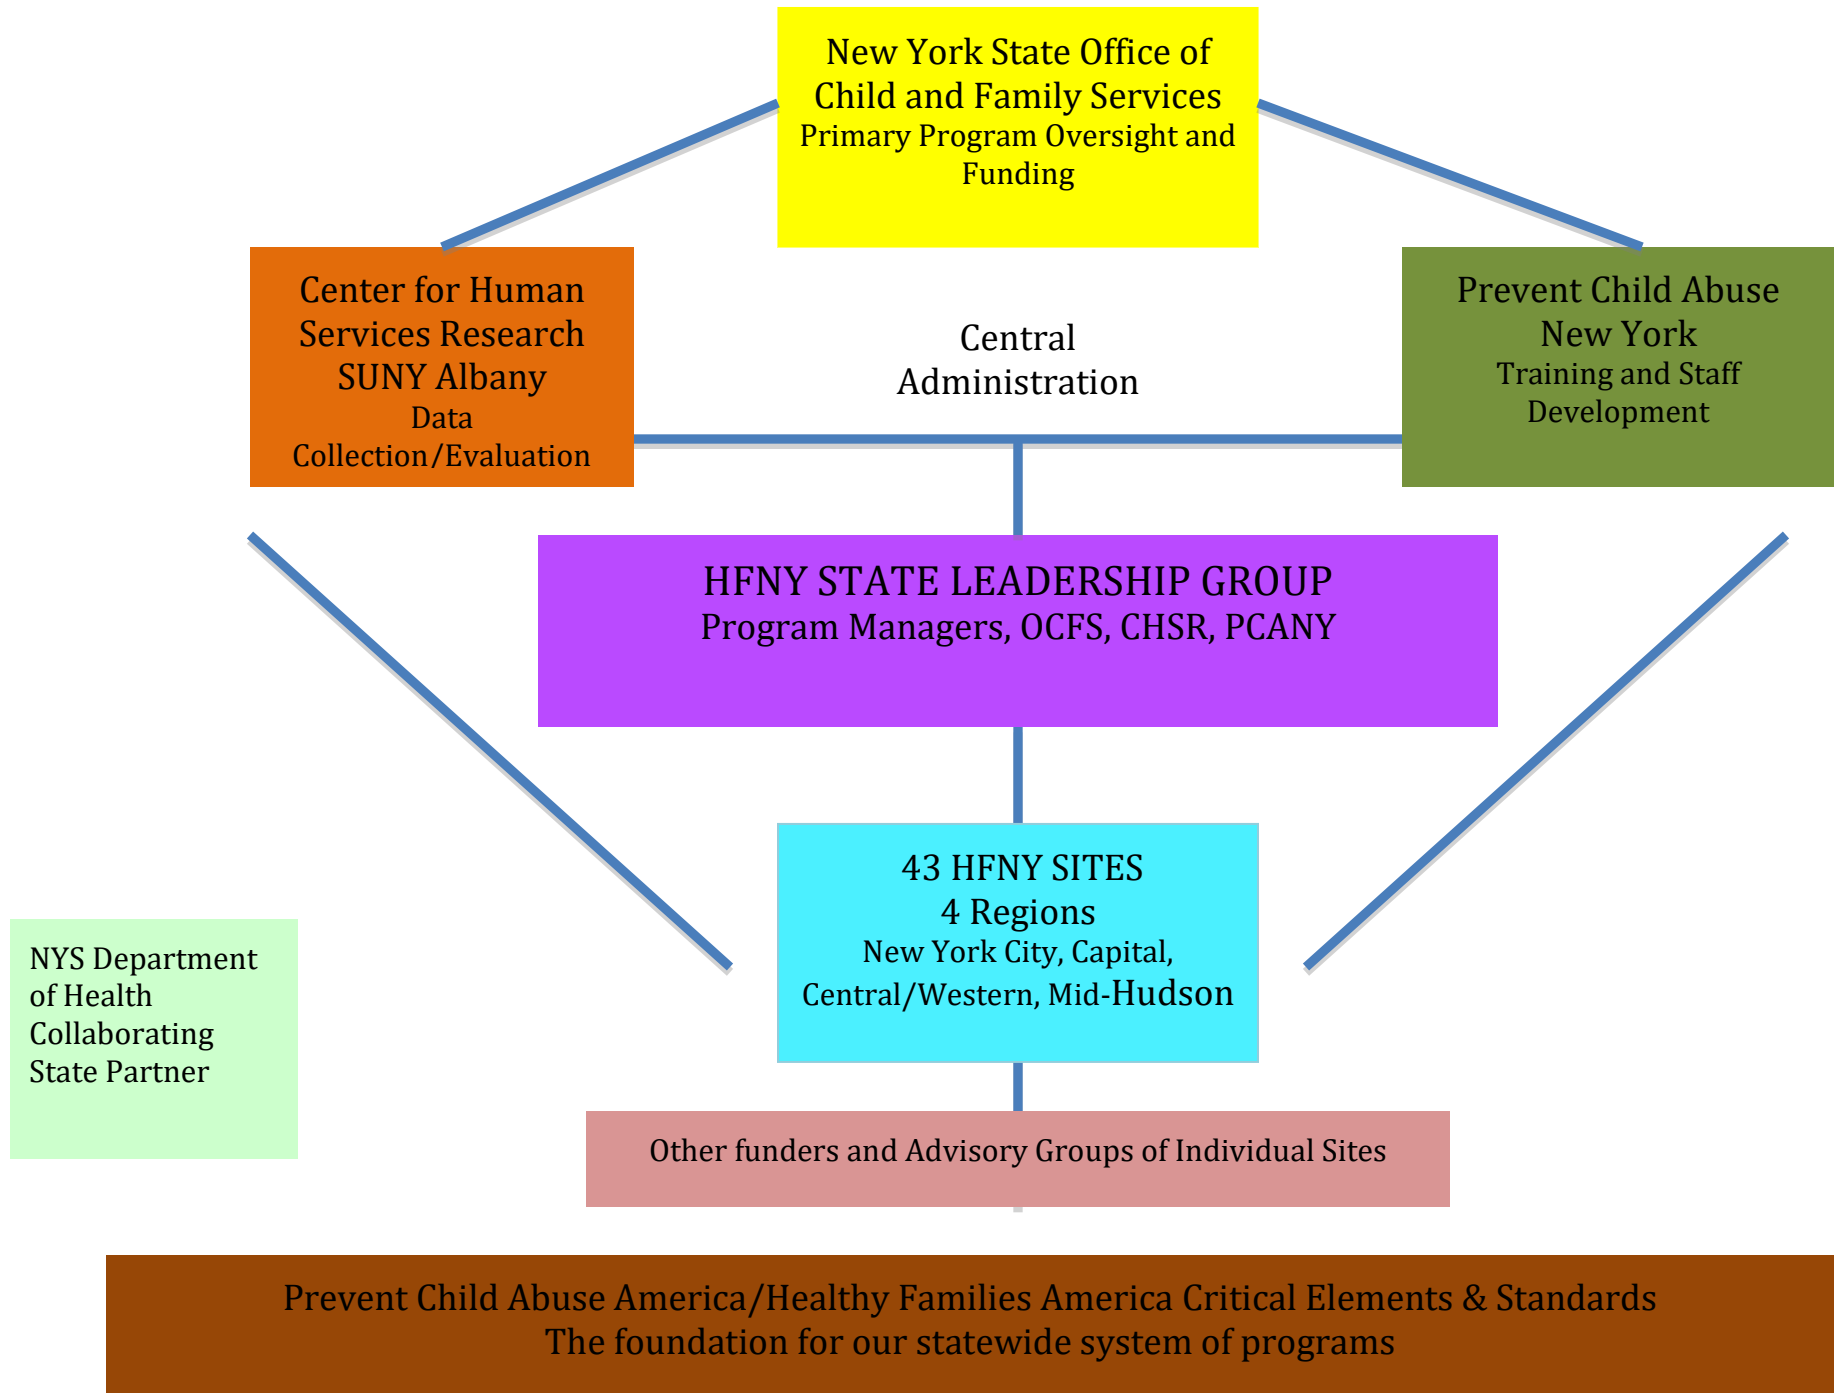 New York State Office of
Child and Family Services
Primary Program Oversight and
Funding
Center for Human
Services Research
SUNY Albany
Data
Collection/Evaluation
Central
Administration
Prevent Child Abuse
New York
Training and Staff
Development
HFNY STATE LEADERSHIP GROUP
Program Managers, OCFS, CHSR, PCANY
43 HFNY SITES
4 Regions
New York City, Capital,
Central/Western, Mid-Hudson
NYS Department
of Health
Collaborating
State Partner
Other funders and Advisory Groups of Individual Sites
Prevent Child Abuse America/Healthy Families America Critical Elements & Standards
The foundation for our statewide system of programs